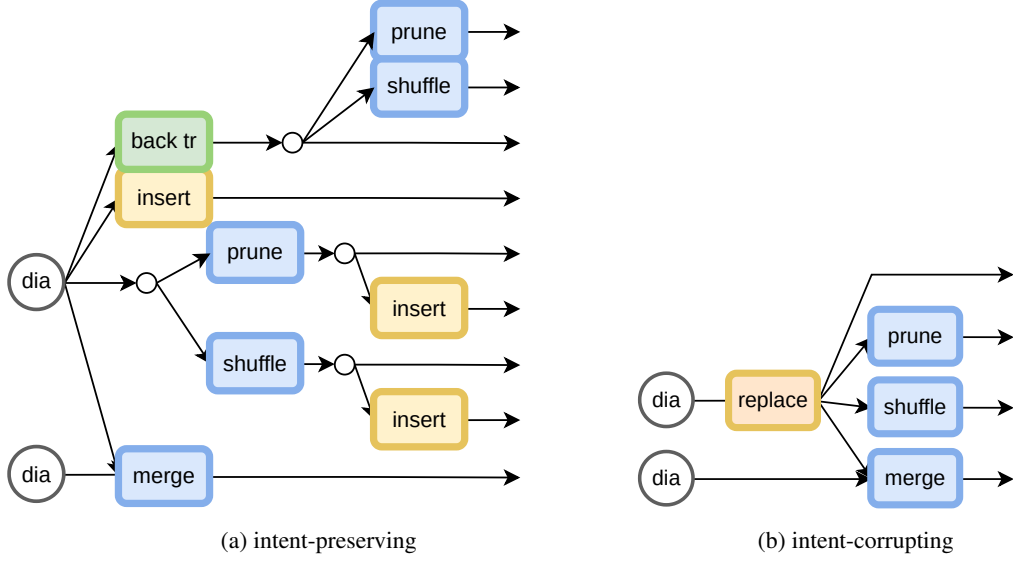 prune
shuffle
back tr
insert
prune
dia
insert
shuffle
insert
dia
merge
(a) intent-preserving
prune
dia
replace
shuffle
dia
merge
(b) intent-corrupting